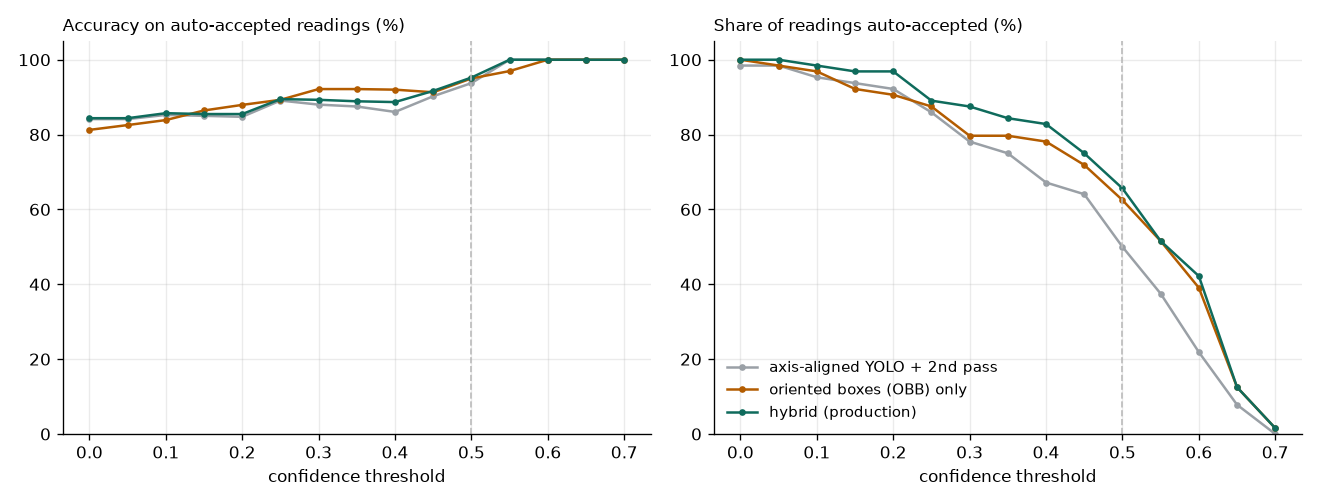 Accuracy on auto-accepted readings (%)
100
80
60
40
20
0
0.0 0.1 0.2 0.3 0.4 0.5 0.6 0.7
confidence threshold
Share of readings auto-accepted (%)
100
80
60
40
20
0
axis-aligned YOLO + 2nd pass
oriented boxes (OBB) only
hybrid (production)
0.0 0.1 0.2 0.3 0.4 0.5 0.6 0.7
confidence threshold